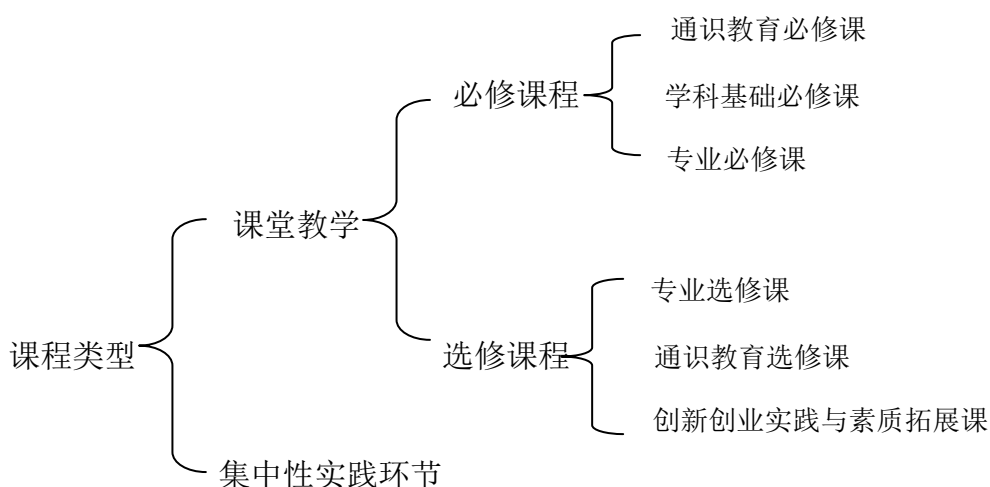 通识教育必修课
必修课程
学科基础必修课
专业必修课
课堂教学
专业选修课
课程类型
选修课程
通识教育选修课
创新创业实践与素质拓展课
集中性实践环节